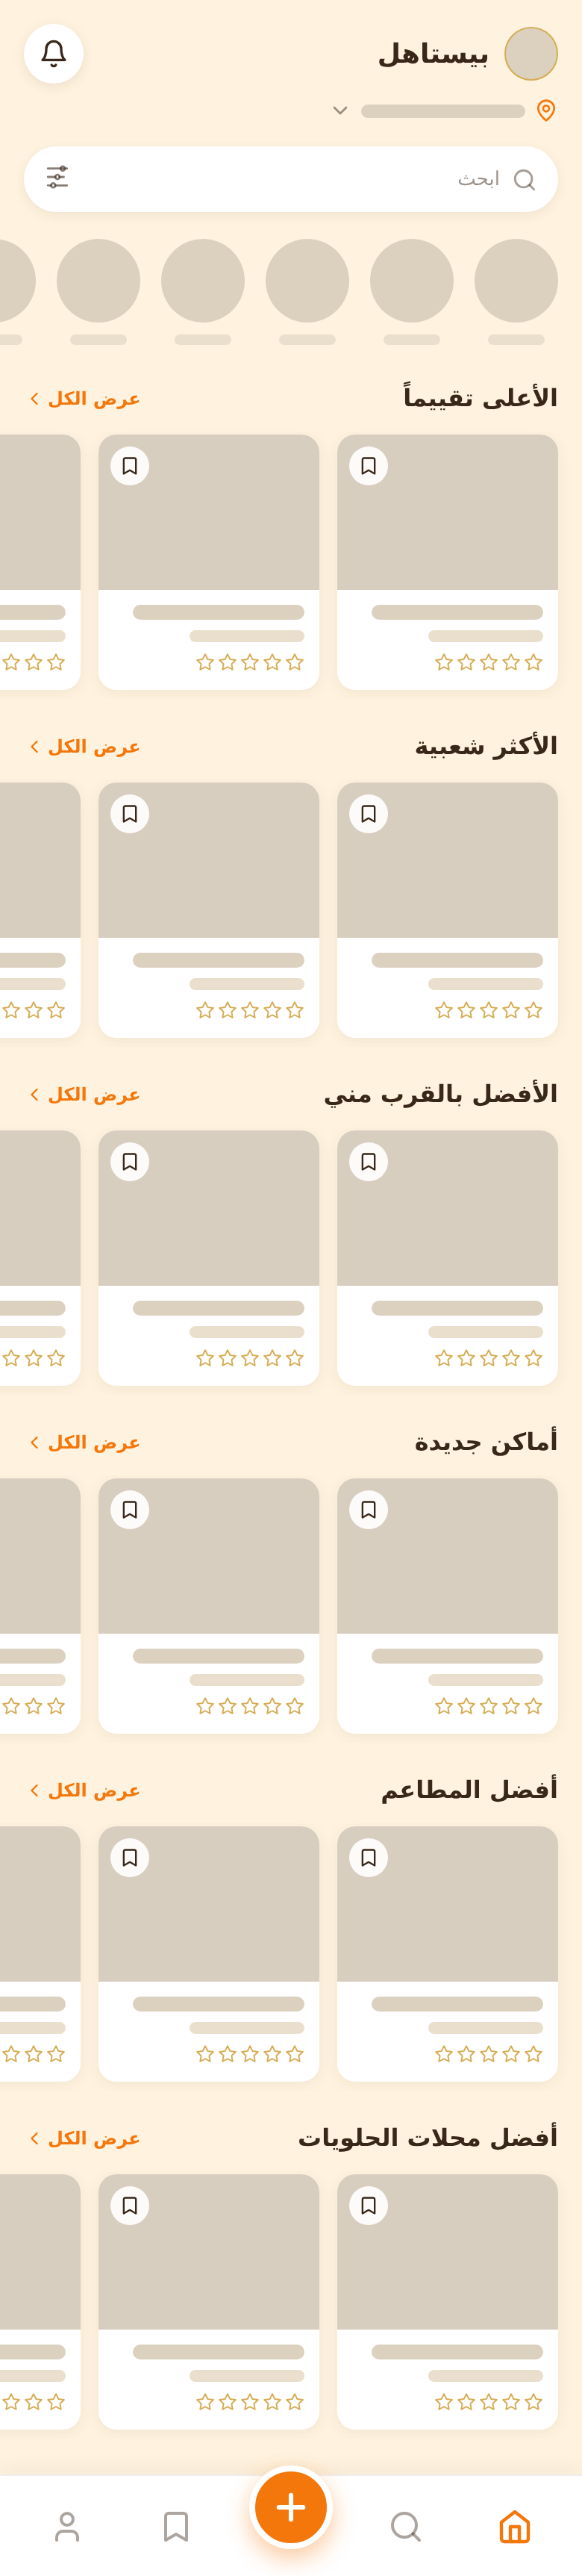 بيستاهل
ابحث
الأعلى تقييماً
عرض الكل
الأكثر شعبية
عرض الكل
الأفضل بالقرب مني
عرض الكل
أماكن جديدة
عرض الكل
أفضل المطاعم
عرض الكل
أفضل محلات الحلويات
عرض الكل